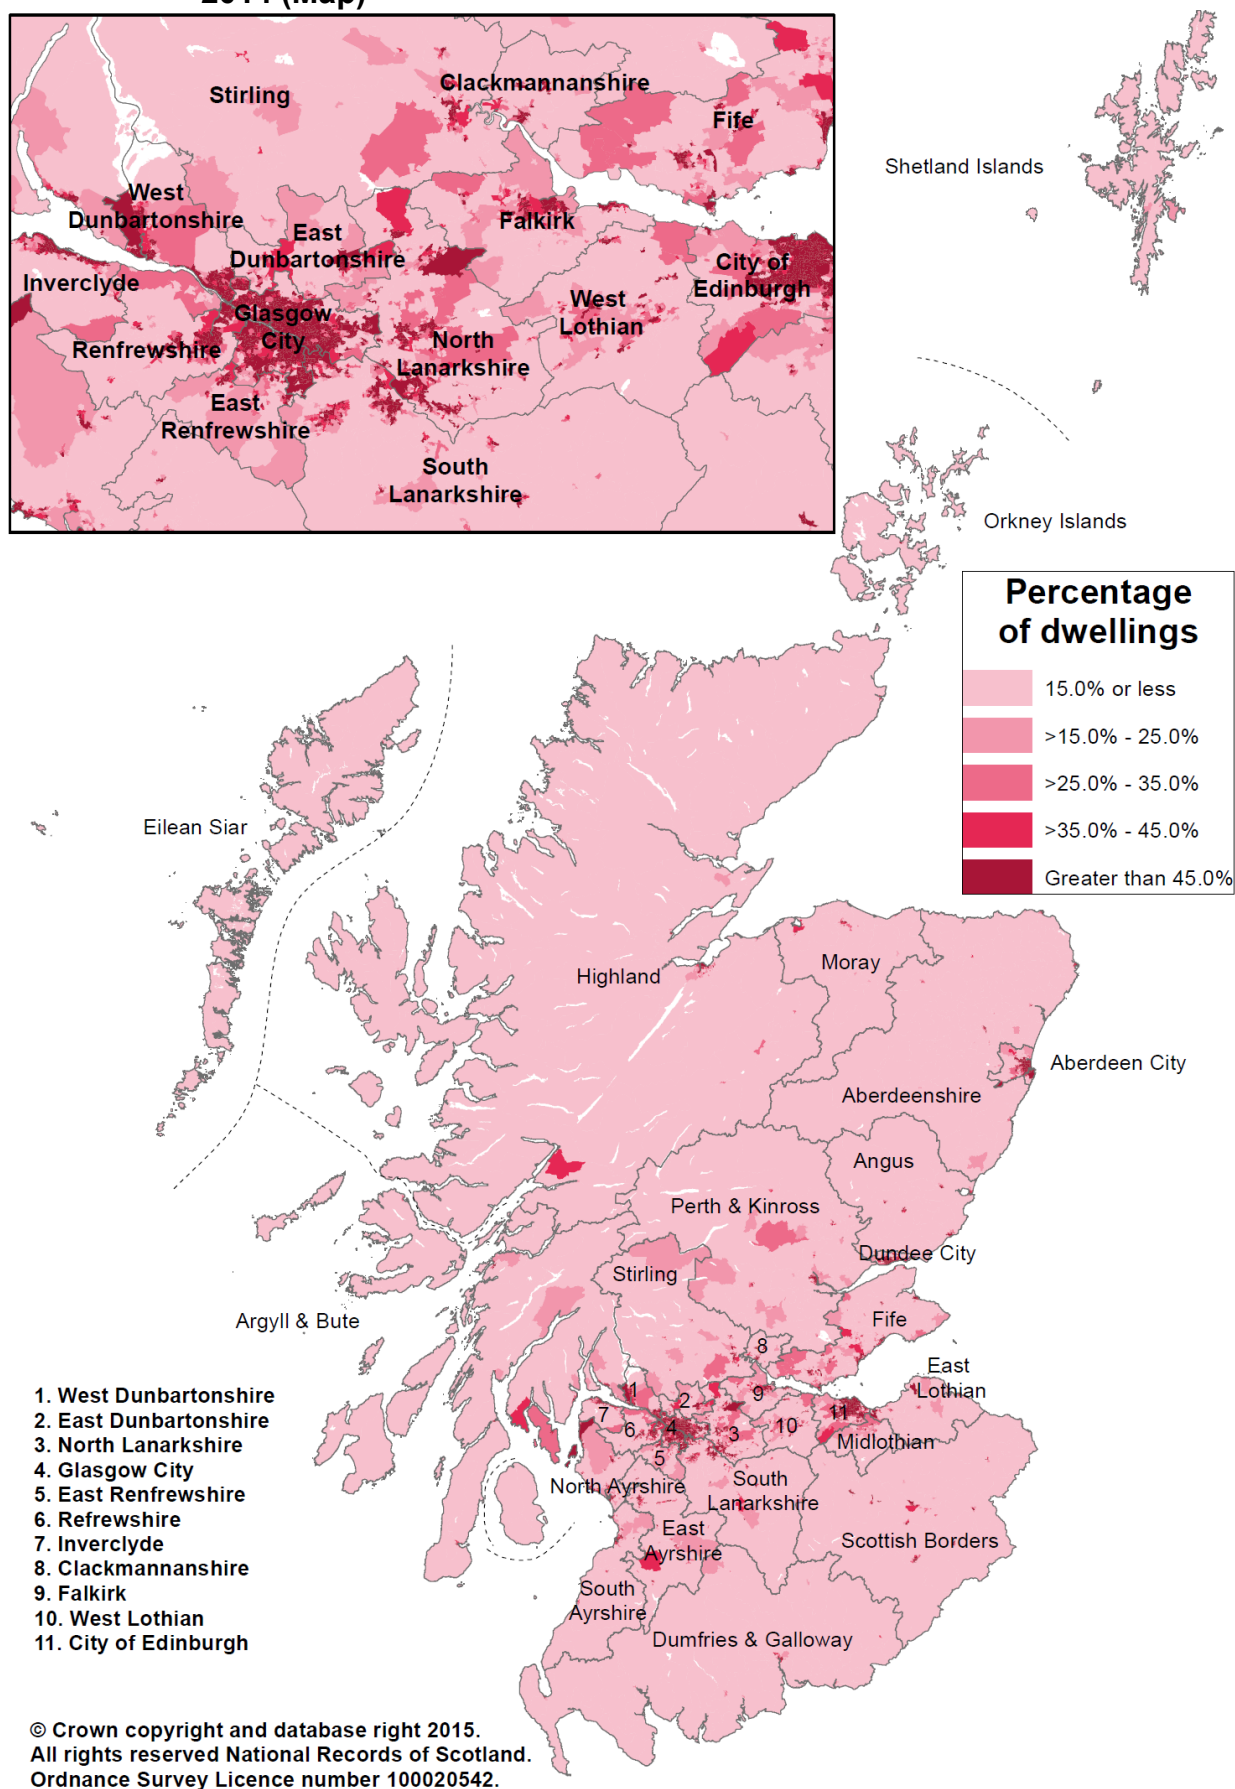 2014 (Map)
Stirling
Clackmannanshire
Fife
West
Dunbartonshire
East
Dunbartonshire
Falkirk
City of
Edinburgh
Inverclyde
Glasgow
City
West
Lothian
Renfrewshire
North
Lanarkshire
East
Renfrewshire
South
Lanarkshire
Shetland Islands
Orkney Islands
Percentage
of dwellings
15.0% or less
>15.0% - 25.0%
>25.0% - 35.0%
>35.0% - 45.0%
Greater than 45.0%
Eilean Siar
Highland
Moray
Aberdeen City
Aberdeenshire
Angus
Perth & Kinross
Dundee City
Stirling
Argyll & Bute
Fife
8
East
Lothian
1
2
9
7
6
4
3
10
11
Midlothian
5
North Ayrshire
South
Lanarkshire
East
Ayrshire
Scottish Borders
South
Ayrshire
Dumfries & Galloway
1. West Dunbartonshire
2. East Dunbartonshire
3. North Lanarkshire
4. Glasgow City
5. East Renfrewshire
6. Refrewshire
7. Inverclyde
8. Clackmannanshire
9. Falkirk
10. West Lothian
11. City of Edinburgh
© Crown copyright and database right 2015.
All rights reserved National Records of Scotland.
Ordnance Survey Licence number 100020542.